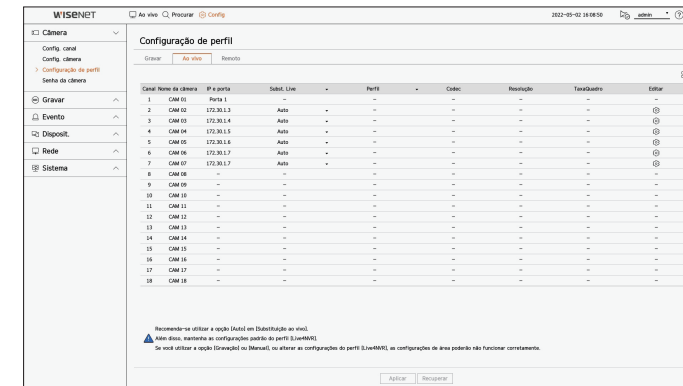 WISENET
Ao vivo Procurar Config 2022-05-02 16:08:50 admin
Câmera
Config. canal
Config. câmera
> Configuração de perfil
Senha da câmera
Gravar
Evento
Disposit.
Rede
Sistema
Configuração de perfil
Gravar Ao vivo Remoto
Canal Nome da câmera IP e porta Subst. Live Perfil Codec Resolução TaxaQuadro Editar
1 CAM 01 Porta 1 - - - - - -
2 CAM 02 172.30.1.3 Auto - - - -
3 CAM 03 172.30.1.4 Auto - - - -
4 CAM 04 172.30.1.5 Auto - - - -
5 CAM 05 172.30.1.6 Auto - - - -
6 CAM 06 172.30.1.7 Auto - - - -
7 CAM 07 172.30.1.7 Auto - - - -
8 CAM 08 - - - - - - -
9 CAM 09 - - - - - - -
10 CAM 10 - - - - - - -
11 CAM 11 - - - - - - -
12 CAM 12 - - - - - - -
13 CAM 13 - - - - - - -
14 CAM 14 - - - - - - -
15 CAM 15 - - - - - - -
16 CAM 16 - - - - - - -
17 CAM 17 - - - - - - -
18 CAM 18 - - - - - - -
Recomenda-se utilizar a opção [Auto] em [Substituição ao vivo].
Além disso, mantenha as configurações padrão do perfil [Live4NVR].
Se você utilizar a opção [Gravação] ou [Manual], ou alterar as configurações do perfil [Live4NVR], as configurações de área poderão não funcionar corretamente.
Aplicar Recuperar